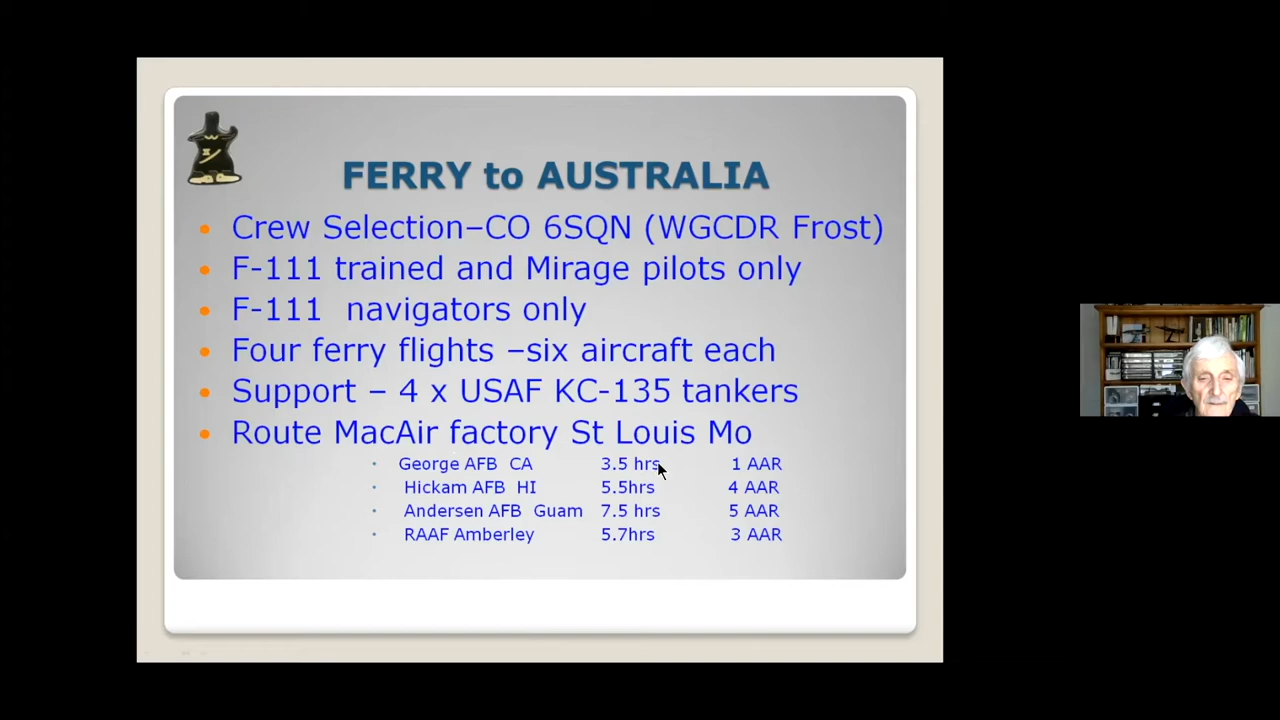 FERRY to AUSTRALIA
Crew Selection–CO 6SQN (WGCDR Frost)
F-111 trained and Mirage pilots only
F-111 navigators only
Four ferry flights –six aircraft each
Support – 4 x USAF KC-135 tankers
Route MacAir factory St Louis Mo
George AFB CA 3.5 hrs 1 AAR
Hickam AFB HI 5.5hrs 4 AAR
Andersen AFB Guam 7.5 hrs 5 AAR
RAAF Amberley 5.7hrs 3 AAR